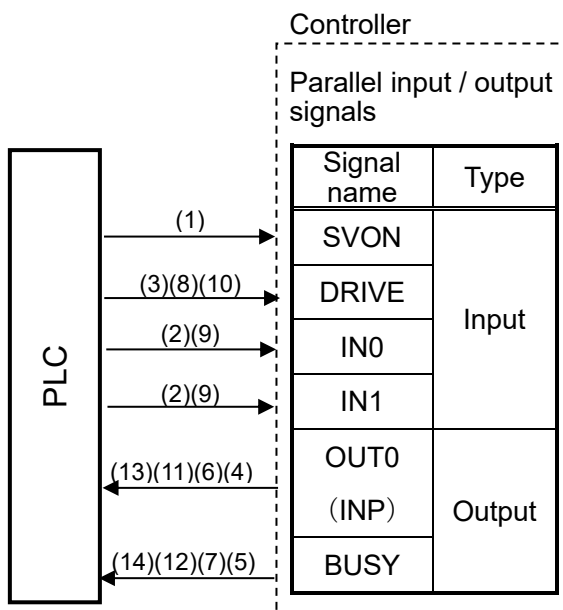 Controller
Parallel input / output
signals
Signal
name
Type
(1)
SVON
(3)(8)(10)
DRIVE
Input
(2)(9)
IN0
PLC
(2)(9)
IN1
(13)(11)(6)(4)
OUT0
（INP）
Output
(14)(12)(7)(5)
BUSY